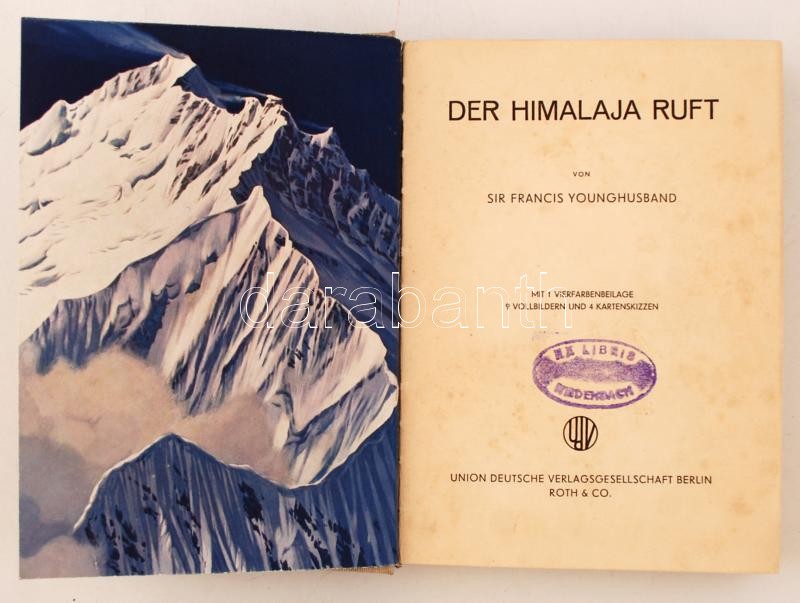 DER HIMALAJA RUFT
VON
SIR FRANCIS YOUNGHUSBAND
MIT 1 VIERFARBENBEILAGE
9 VOLLBILDERN UND 4 KARTENSKIZZEN
darabanth
EX LIBRIS
UDV
UNION DEUTSCHE VERLAGSGESELLSCHAFT BERLIN
ROTH & CO.